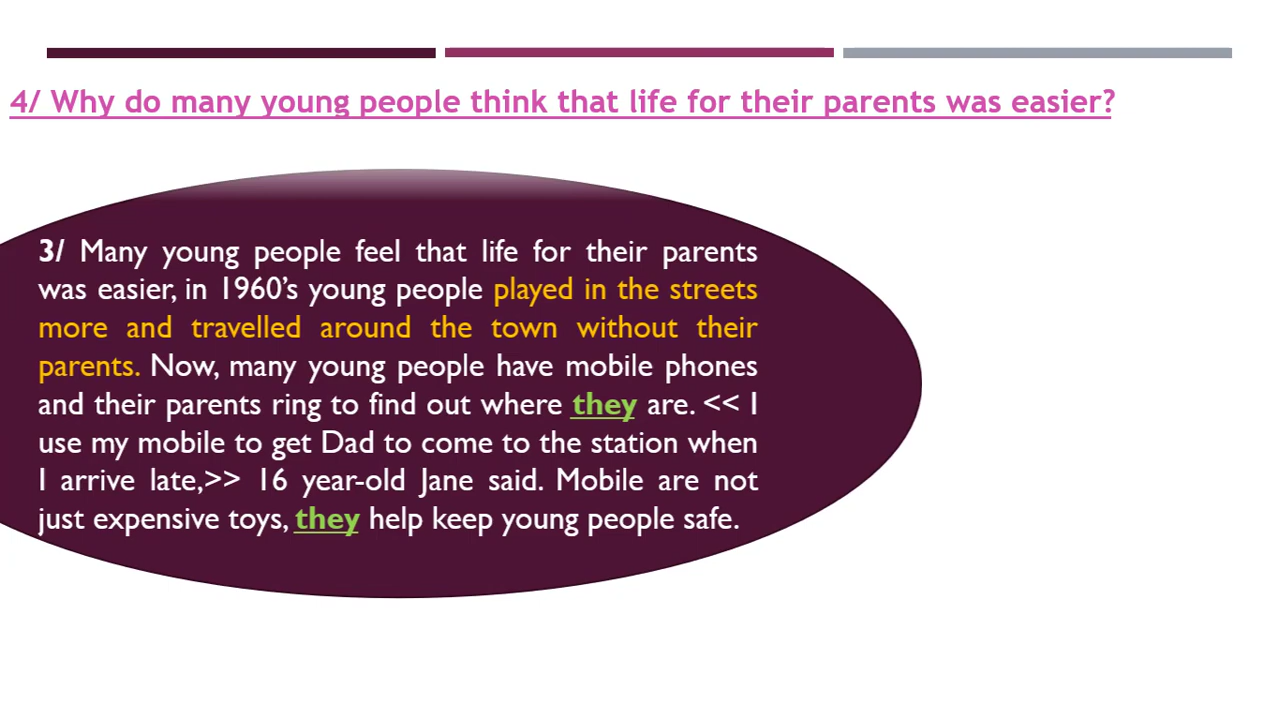 4/ Why do many young people think that life for their parents was easier?
3/ Many young people feel that life for their parents
was easier, in 1960’s young people played in the streets
more and travelled around the town without their
parents. Now, many young people have mobile phones
and their parents ring to find out where they are. << I
use my mobile to get Dad to come to the station when
I arrive late,>> 16 year-old Jane said. Mobile are not
just expensive toys, they help keep young people safe.